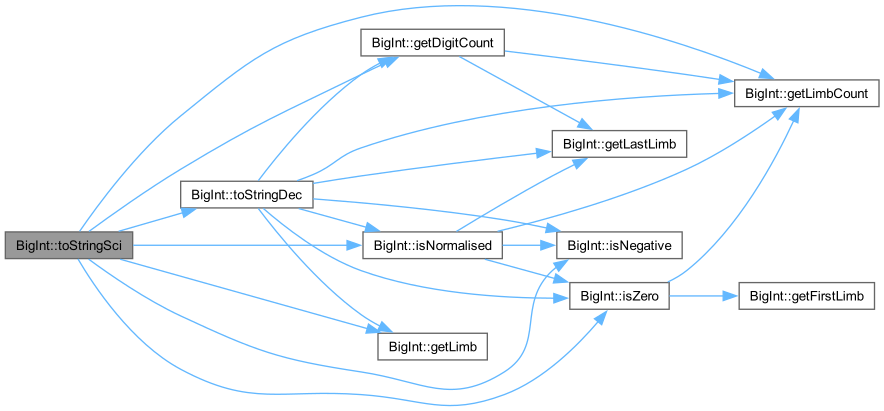 BigInt::getDigitCount
BigInt::getLimbCount
BigInt::getLastLimb
BigInt::toStringDec
BigInt::toStringSci
BigInt::isNormalised
BigInt::isNegative
BigInt::isZero
BigInt::getFirstLimb
BigInt::getLimb